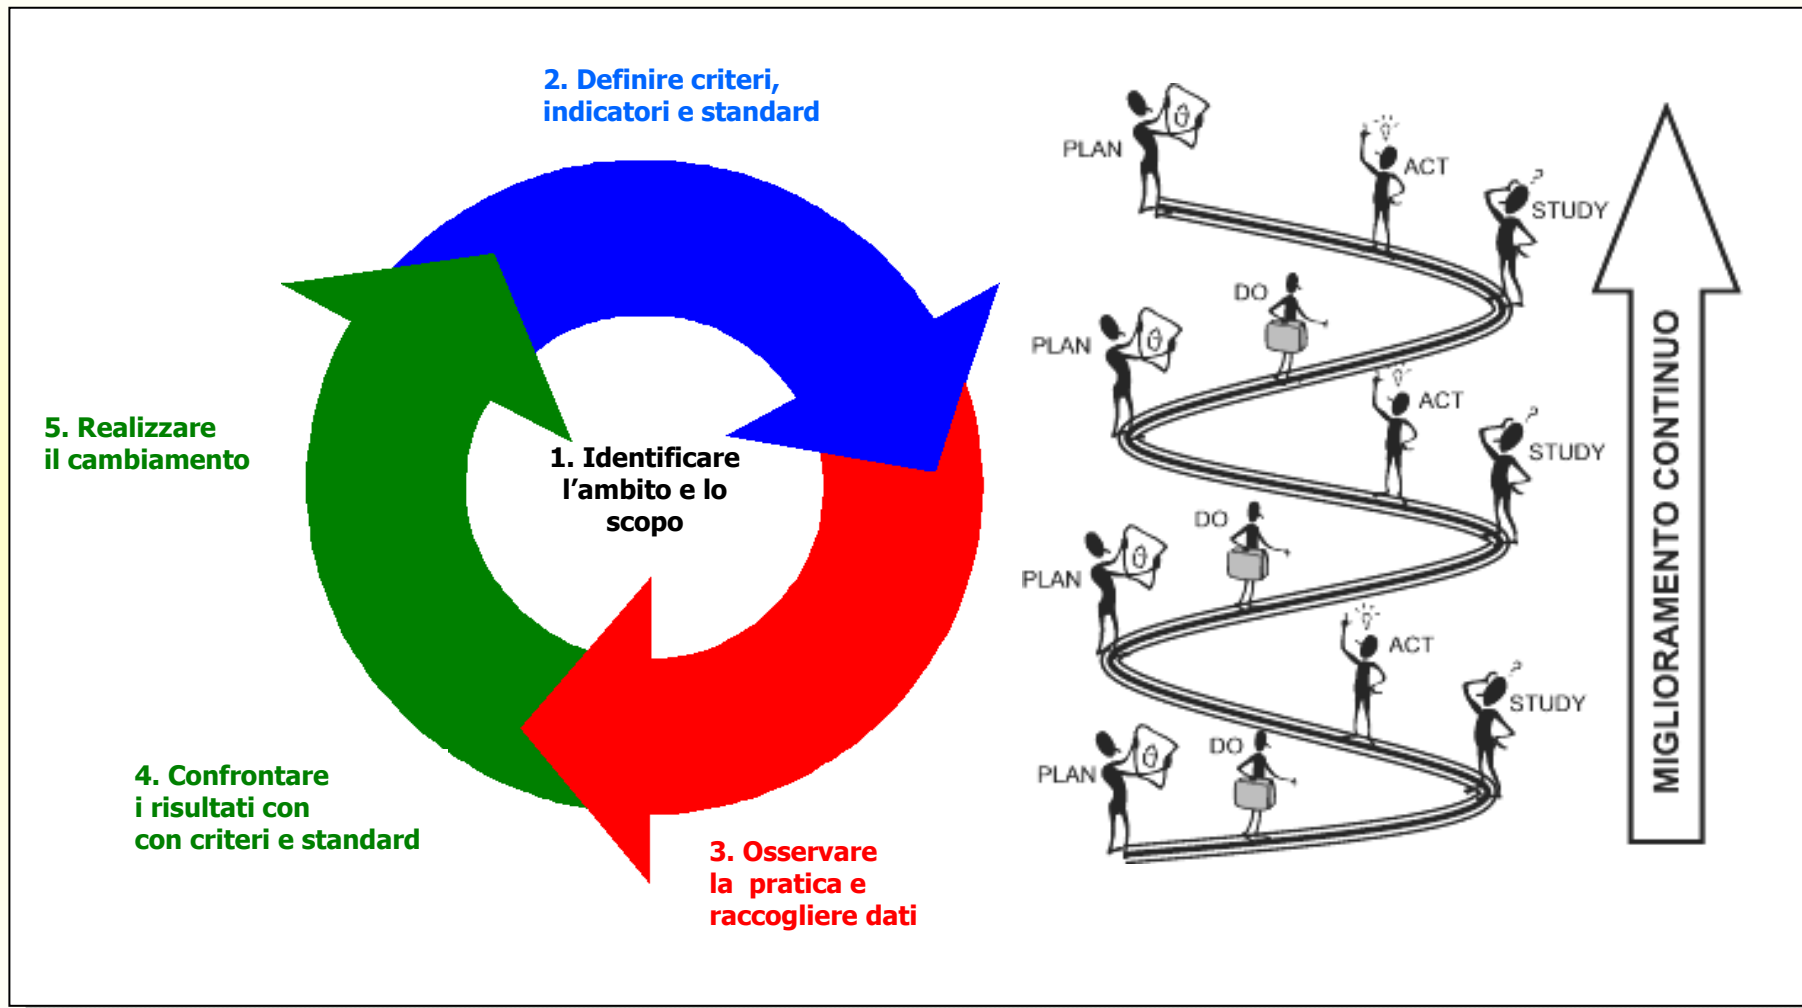 2. Definire criteri,
indicatori e standard
5. Realizzare
il cambiamento
1. Identificare
l’ambito e lo
scopo
4. Confrontare
i risultati con
con criteri e standard
3. Osservare
la pratica e
raccogliere dati
PLAN
ACT
STUDY
DO
PLAN
ACT
STUDY
DO
PLAN
ACT
STUDY
DO
PLAN
MIGLIORAMENTO CONTINUO